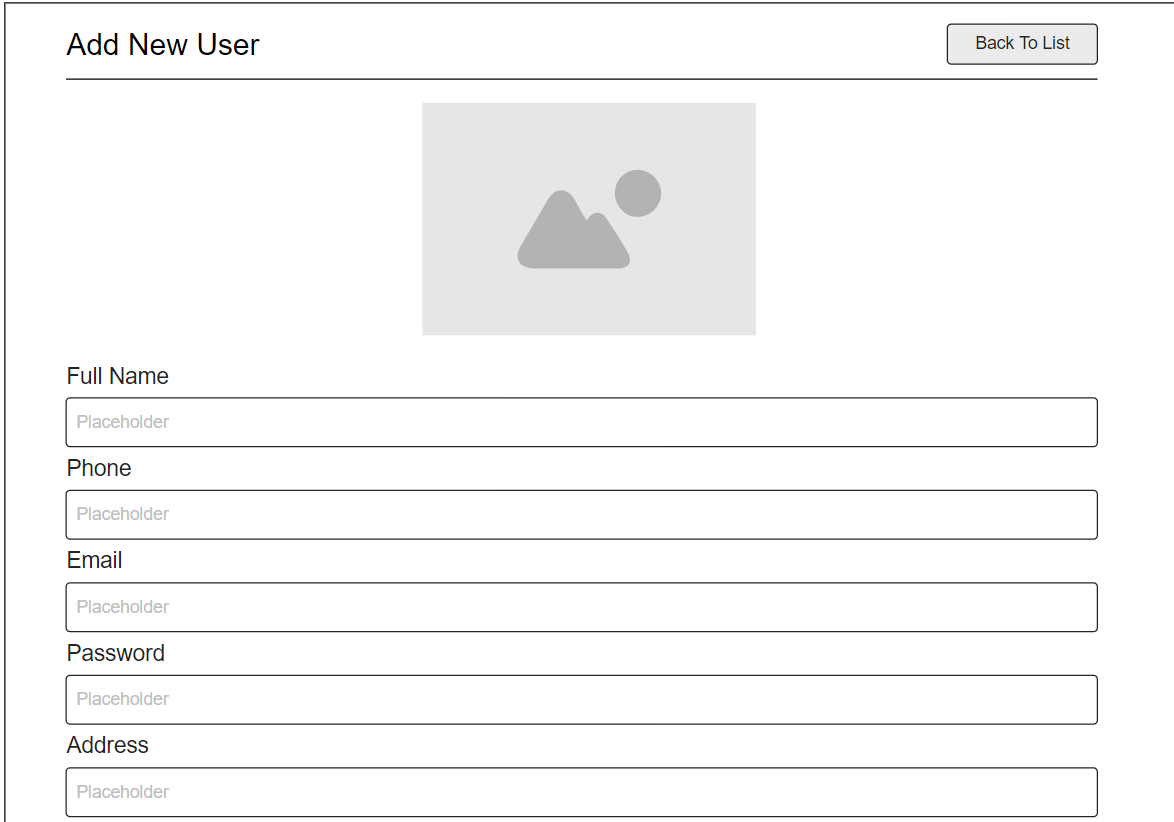 Add New User
Back To List
Full Name
Placeholder
Phone
Placeholder
Email
Placeholder
Password
Placeholder
Address
Placeholder